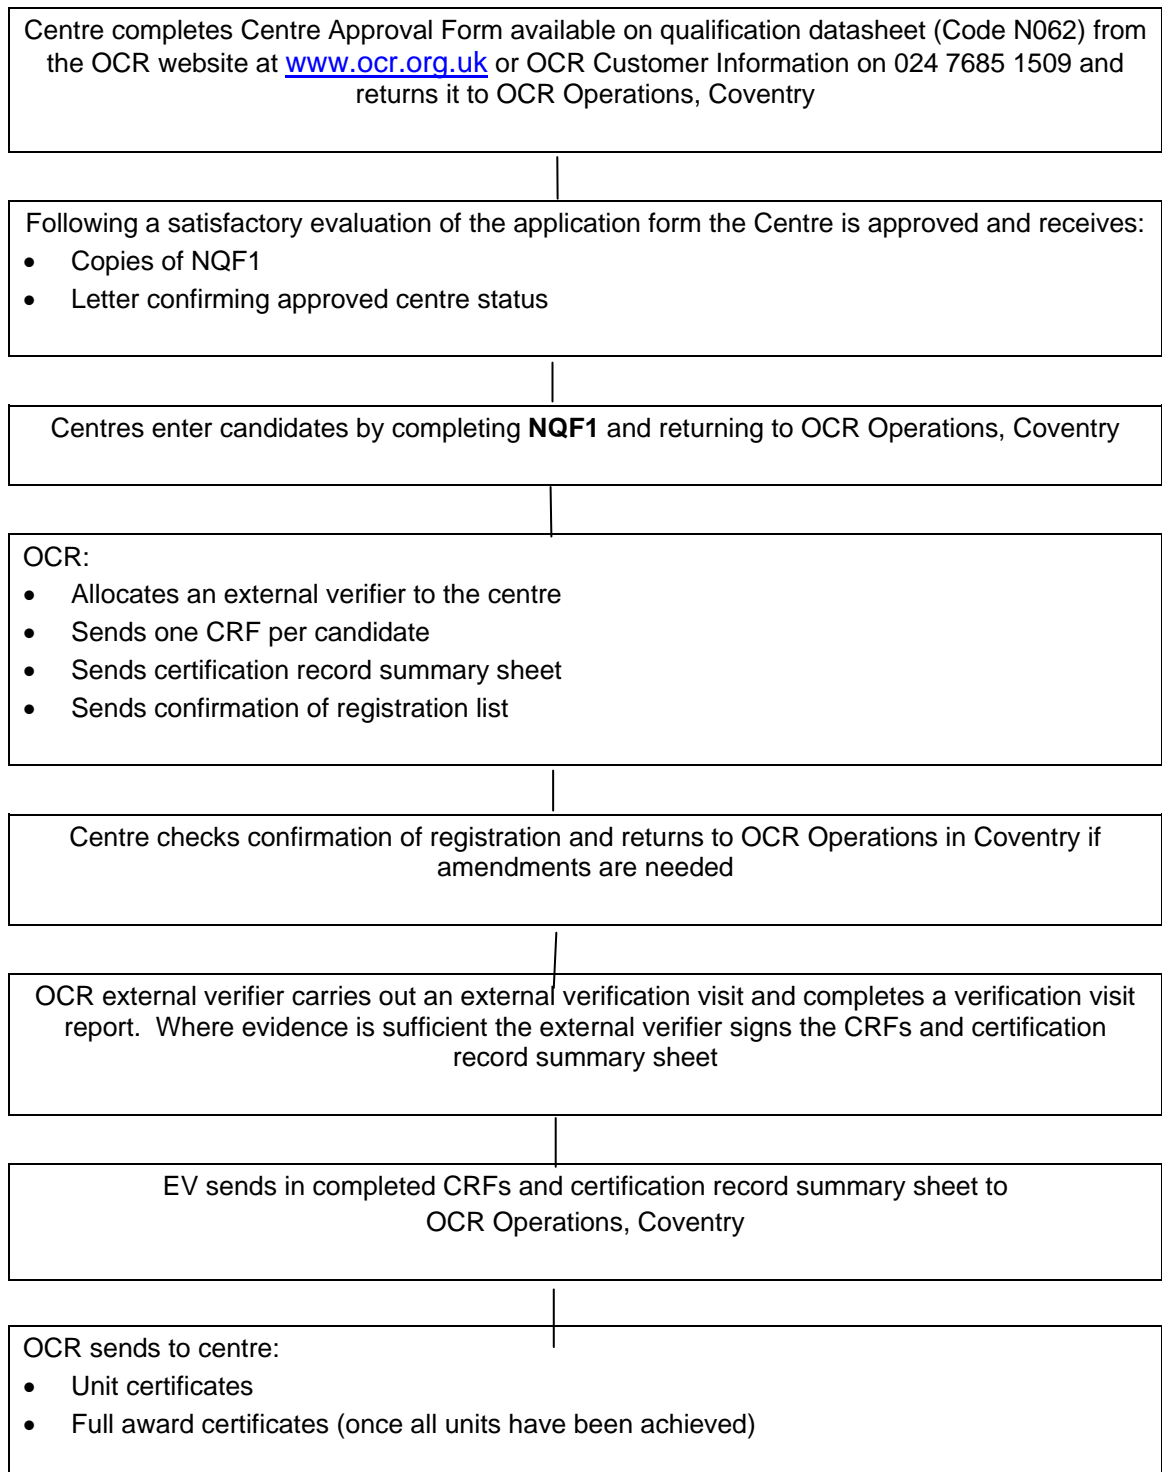 Centre completes Centre Approval Form available on qualification datasheet (Code N062) from
the OCR website at www.ocr.org.uk or OCR Customer Information on 024 7685 1509 and
returns it to OCR Operations, Coventry
Following a satisfactory evaluation of the application form the Centre is approved and receives:
• Copies of NQF1
• Letter confirming approved centre status
Centres enter candidates by completing NQF1 and returning to OCR Operations, Coventry
OCR:
• Allocates an external verifier to the centre
• Sends one CRF per candidate
• Sends certification record summary sheet
• Sends confirmation of registration list
Centre checks confirmation of registration and returns to OCR Operations in Coventry if
amendments are needed
OCR external verifier carries out an external verification visit and completes a verification visit
report.  Where evidence is sufficient the external verifier signs the CRFs and certification
record summary sheet
EV sends in completed CRFs and certification record summary sheet to
OCR Operations, Coventry
OCR sends to centre:
• Unit certificates
• Full award certificates (once all units have been achieved)